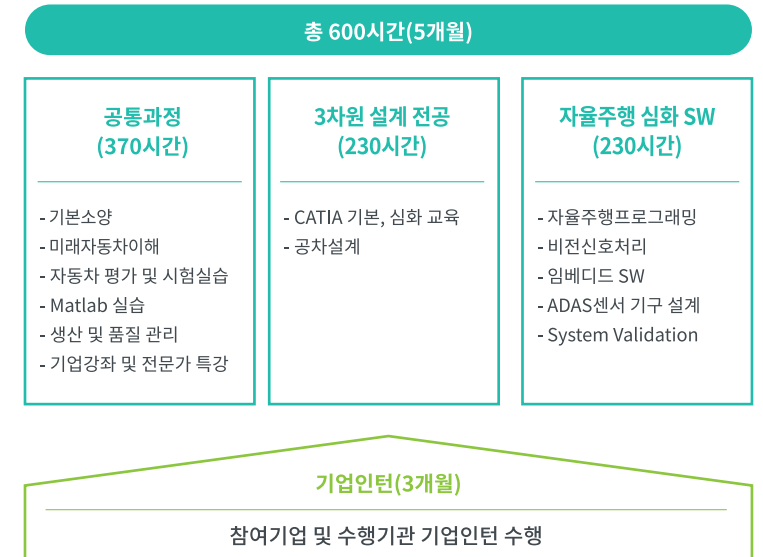 총 600시간(5개월)
공통과정
(370시간)
- 기본소양
- 미래자동차이해
- 자동차 평가 및 시험실습
- Matlab 실습
- 생산 및 품질 관리
- 기업강좌 및 전문가 특강
3차원 설계 전공
(230시간)
- CATIA 기본, 심화 교육
- 공차설계
자율주행 심화 SW
(230시간)
- 자율주행프로그래밍
- 비전신호처리
- 임베디드 SW
- ADAS센서 기구 설계
- System Validation
기업인턴(3개월)
참여기업 및 수행기관 기업인턴 수행